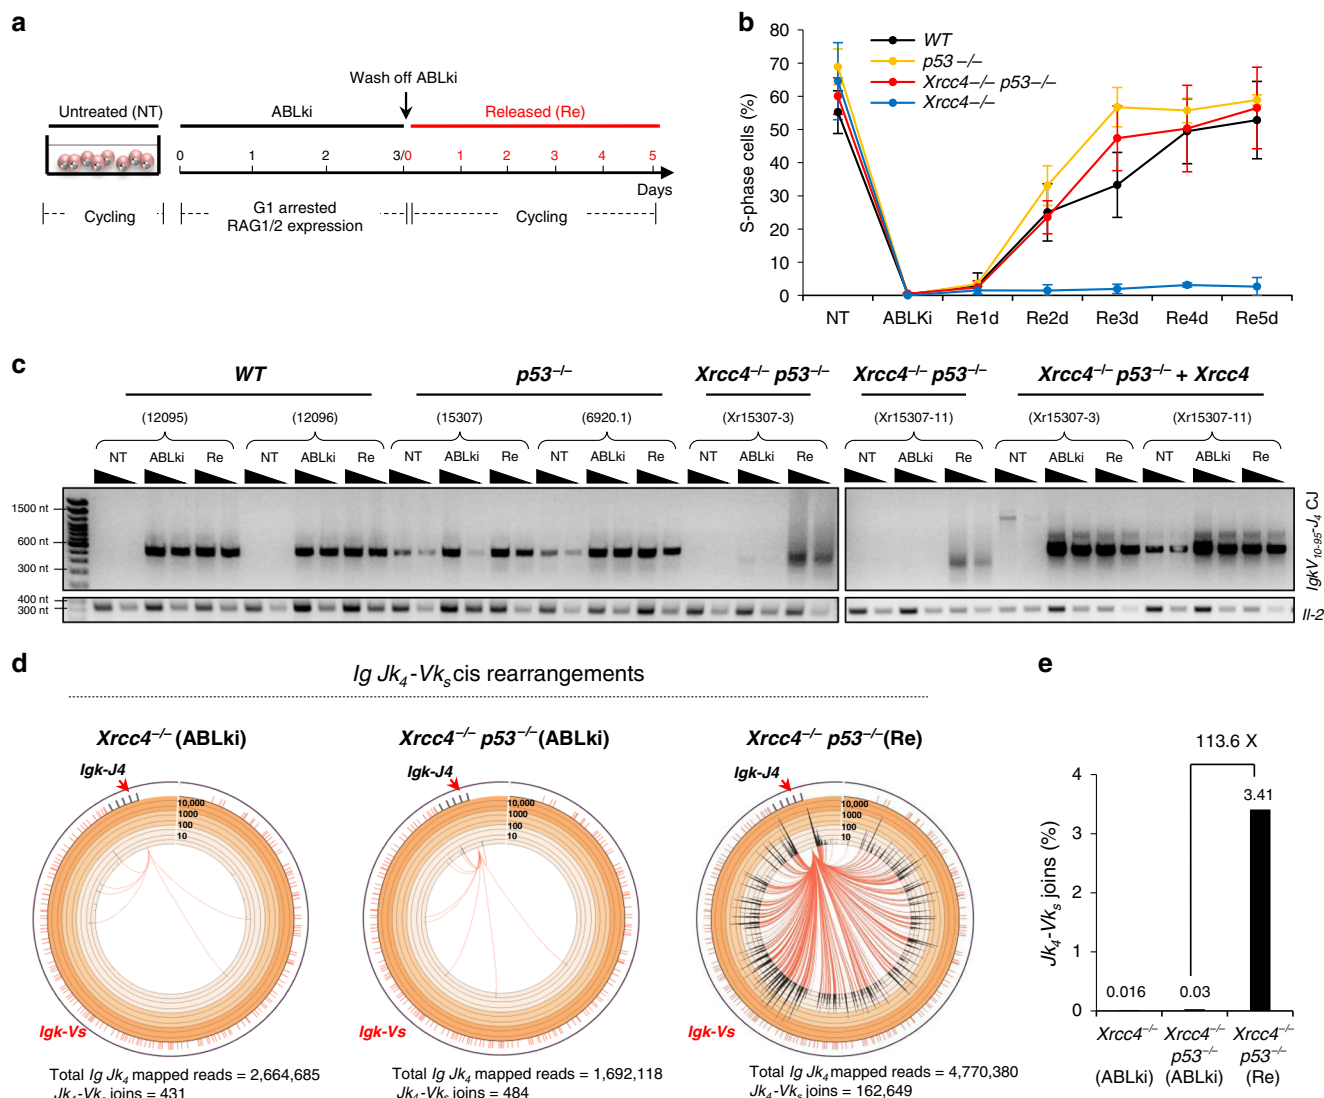 a
Wash off ABLki
Untreated (NT)
ABLki
Released (Re)
0 1 2 3/0 1 2 3 4 5
Days
Cycling
G1 arrested
RAG1/2 expression
Cycling
b
80
70
60
50
40
30
20
10
0
S-phase cells (%)
WT
p53 –/–
Xrcc4–/– p53–/–
Xrcc4–/–
NT ABLKi Re1d Re2d Re3d Re4d Re5d
c
WT p53–/– Xrcc4–/– p53–/– Xrcc4–/– p53–/– Xrcc4–/– p53–/– + Xrcc4
(12095) (12096) (15307) (6920.1) (Xr15307-3) (Xr15307-11) (Xr15307-3) (Xr15307-11)
NT ABLki Re NT ABLki Re NT ABLki Re NT ABLki Re NT ABLki Re NT ABLki Re NT ABLki Re NT ABLki Re
1500 nt
600 nt
300 nt
IgkV10-95-J4 CJ
400 nt
300 nt
Il-2
d
Ig Jk4-Vks cis rearrangements
Xrcc4–/– (ABLki)
Igk-J4
10,000
1000
100
10
Igk-Vs
Total Ig Jk4 mapped reads = 2,664,685
Jk4-Vks joins = 431
Xrcc4–/– p53–/– (ABLki)
Igk-J4
10,000
1000
100
10
Igk-Vs
Total Ig Jk4 mapped reads = 1,692,118
Jk4-Vks joins = 484
Xrcc4–/– p53–/– (Re)
Igk-J4
10,000
1000
100
10
Igk-Vs
Total Ig Jk4 mapped reads = 4,770,380
Jk4-Vks joins = 162,649
e
113.6 X
4
3
2
1
0
Jk4-Vks joins (%)
0.016
0.03
3.41
Xrcc4–/–
(ABLki)
Xrcc4–/–
p53–/–
(ABLki)
Xrcc4–/–
p53–/–
(Re)